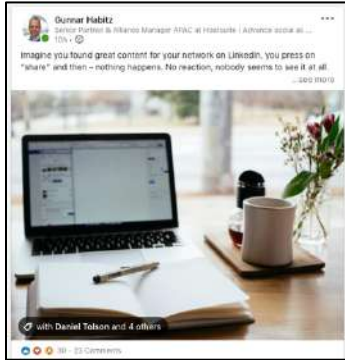 Gunnar Habitz
Senior Partner & Alliance Manager APAC at Hootsuite | Advance social se...
10h •
Imagine you found great content for your network on LinkedIn, you press on
"share" and then – nothing happens. No reaction, nobody seems to see it at all.
...see more
with Daniel Tolson and 4 others
30 • 23 Comments